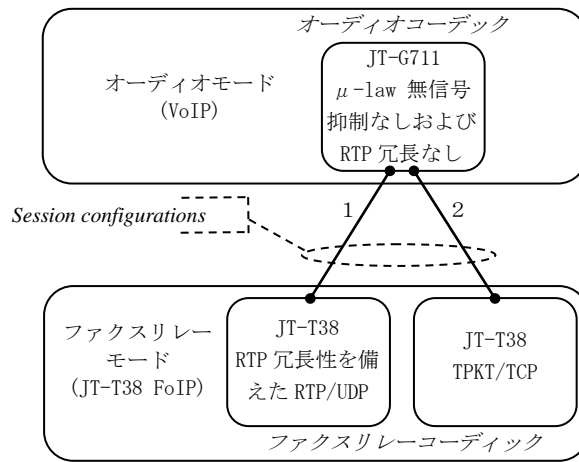 オーディオコーデック
オーディオモード
(VoIP)
JT-G711
μ-law 無信号
抑制なしおよび
RTP 冗長なし
Session configurations
1
2
ファクスリレー
モード
(JT-T38 FoIP)
JT-T38
RTP 冗長性を備
えた RTP/UDP
JT-T38
TPKT/TCP
ファクスリレーコーディック